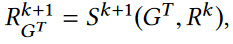 $R_{G^T}^{k+1} = S^{k+1}(G^T, R^k),$